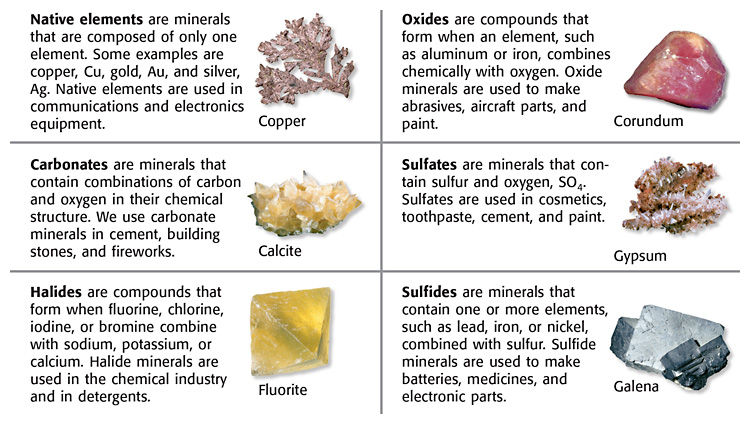 Native elements are minerals
that are composed of only one
element. Some examples are
copper, Cu, gold, Au, and silver,
Ag. Native elements are used in
communications and electronics
equipment.
Copper
Oxides are compounds that
form when an element, such
as aluminum or iron, combines
chemically with oxygen. Oxide
minerals are used to make
abrasives, aircraft parts, and
paint.
Corundum
Carbonates are minerals that
contain combinations of carbon
and oxygen in their chemical
structure. We use carbonate
minerals in cement, building
stones, and fireworks.
Calcite
Sulfates are minerals that con-
tain sulfur and oxygen, SO₄.
Sulfates are used in cosmetics,
toothpaste, cement, and paint.
Gypsum
Halides are compounds that
form when fluorine, chlorine,
iodine, or bromine combine
with sodium, potassium, or
calcium. Halide minerals are
used in the chemical industry
and in detergents.
Fluorite
Sulfides are minerals that
contain one or more elements,
such as lead, iron, or nickel,
combined with sulfur. Sulfide
minerals are used to make
batteries, medicines, and
electronic parts.
Galena